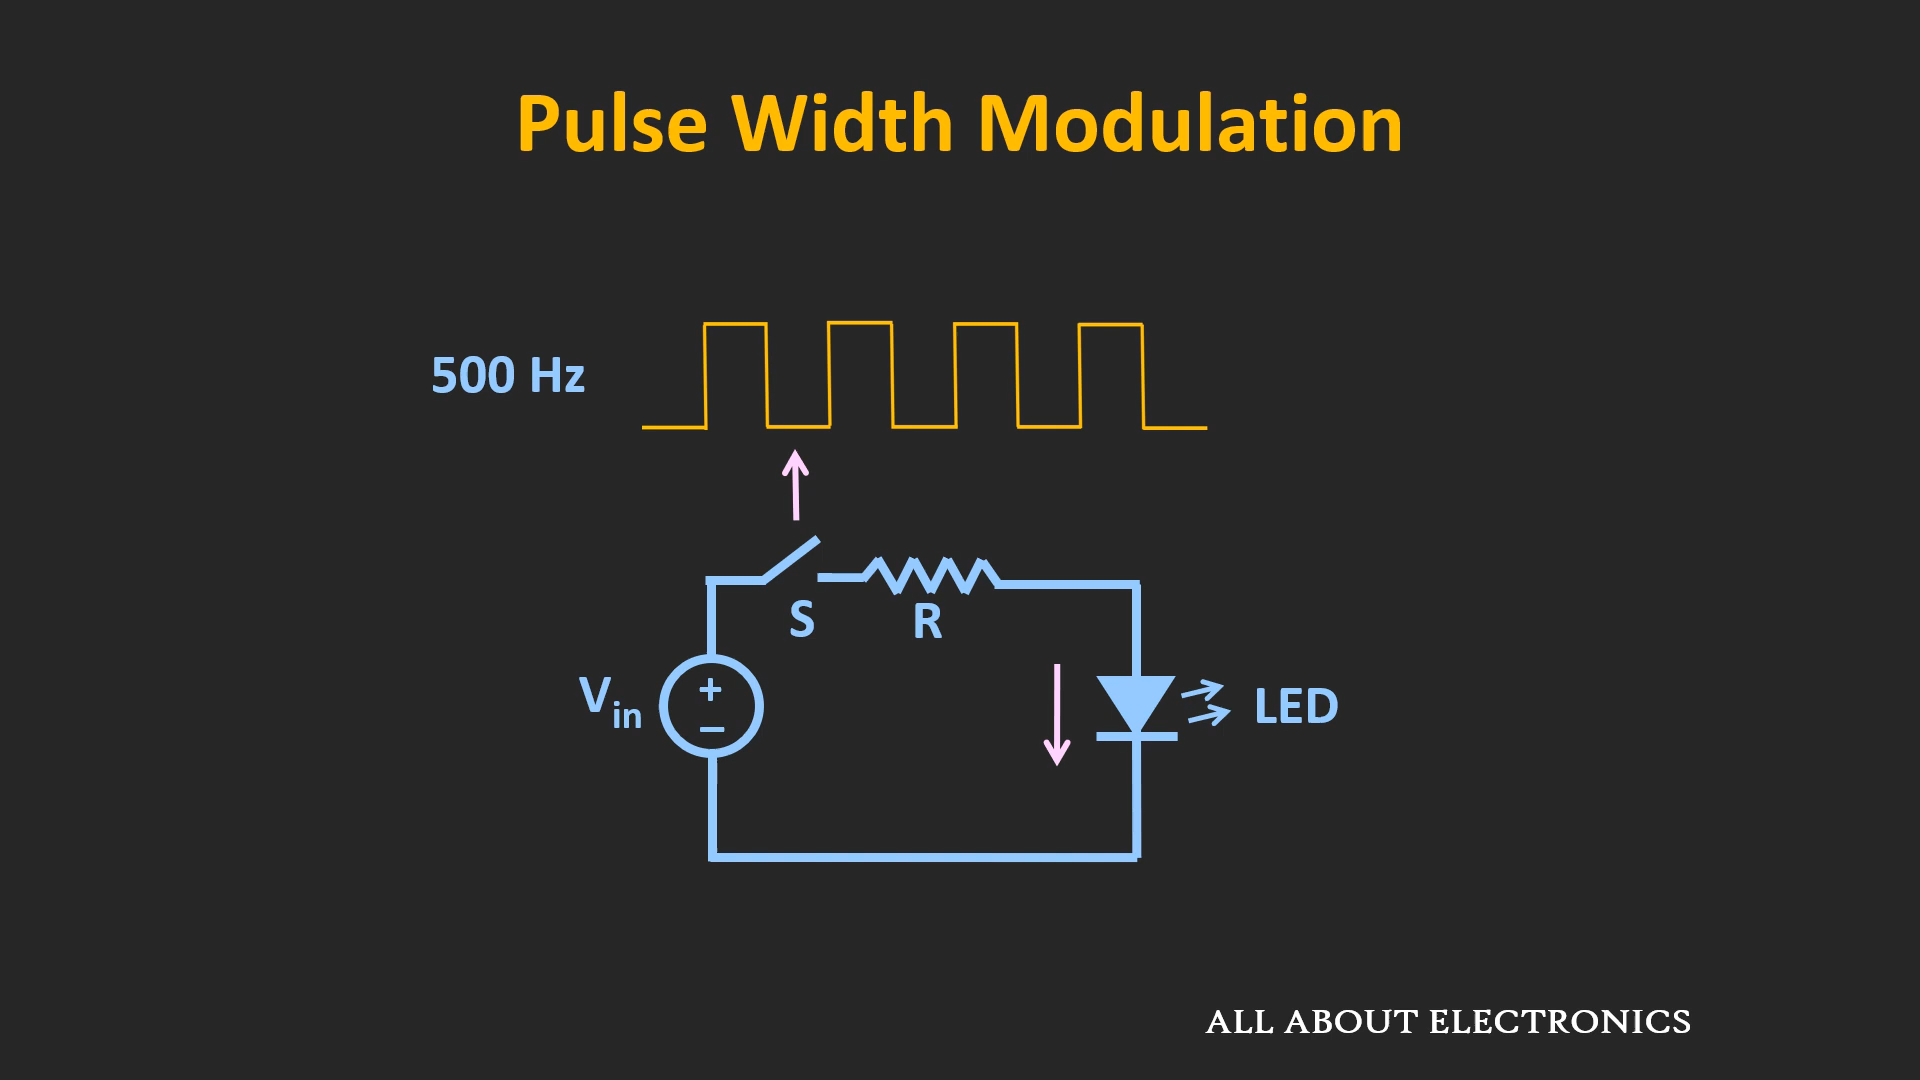 Pulse Width Modulation
500 Hz
S
R
Vin
+
−
LED
ALL ABOUT ELECTRONICS